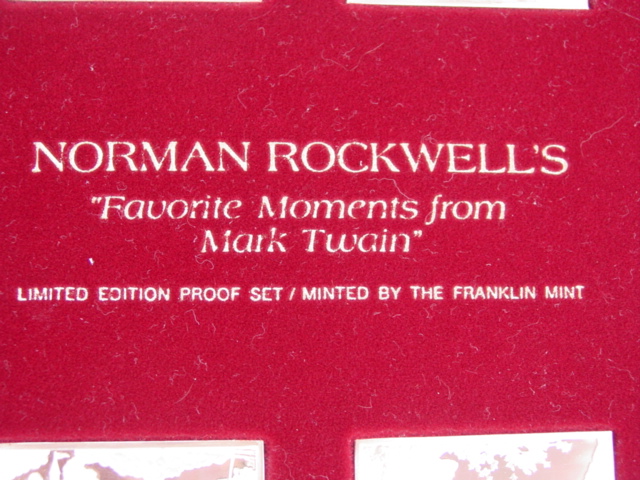 NORMAN ROCKWELL'S
"Favorite Moments from
Mark Twain"
LIMITED EDITION PROOF SET / MINTED BY THE FRANKLIN MINT